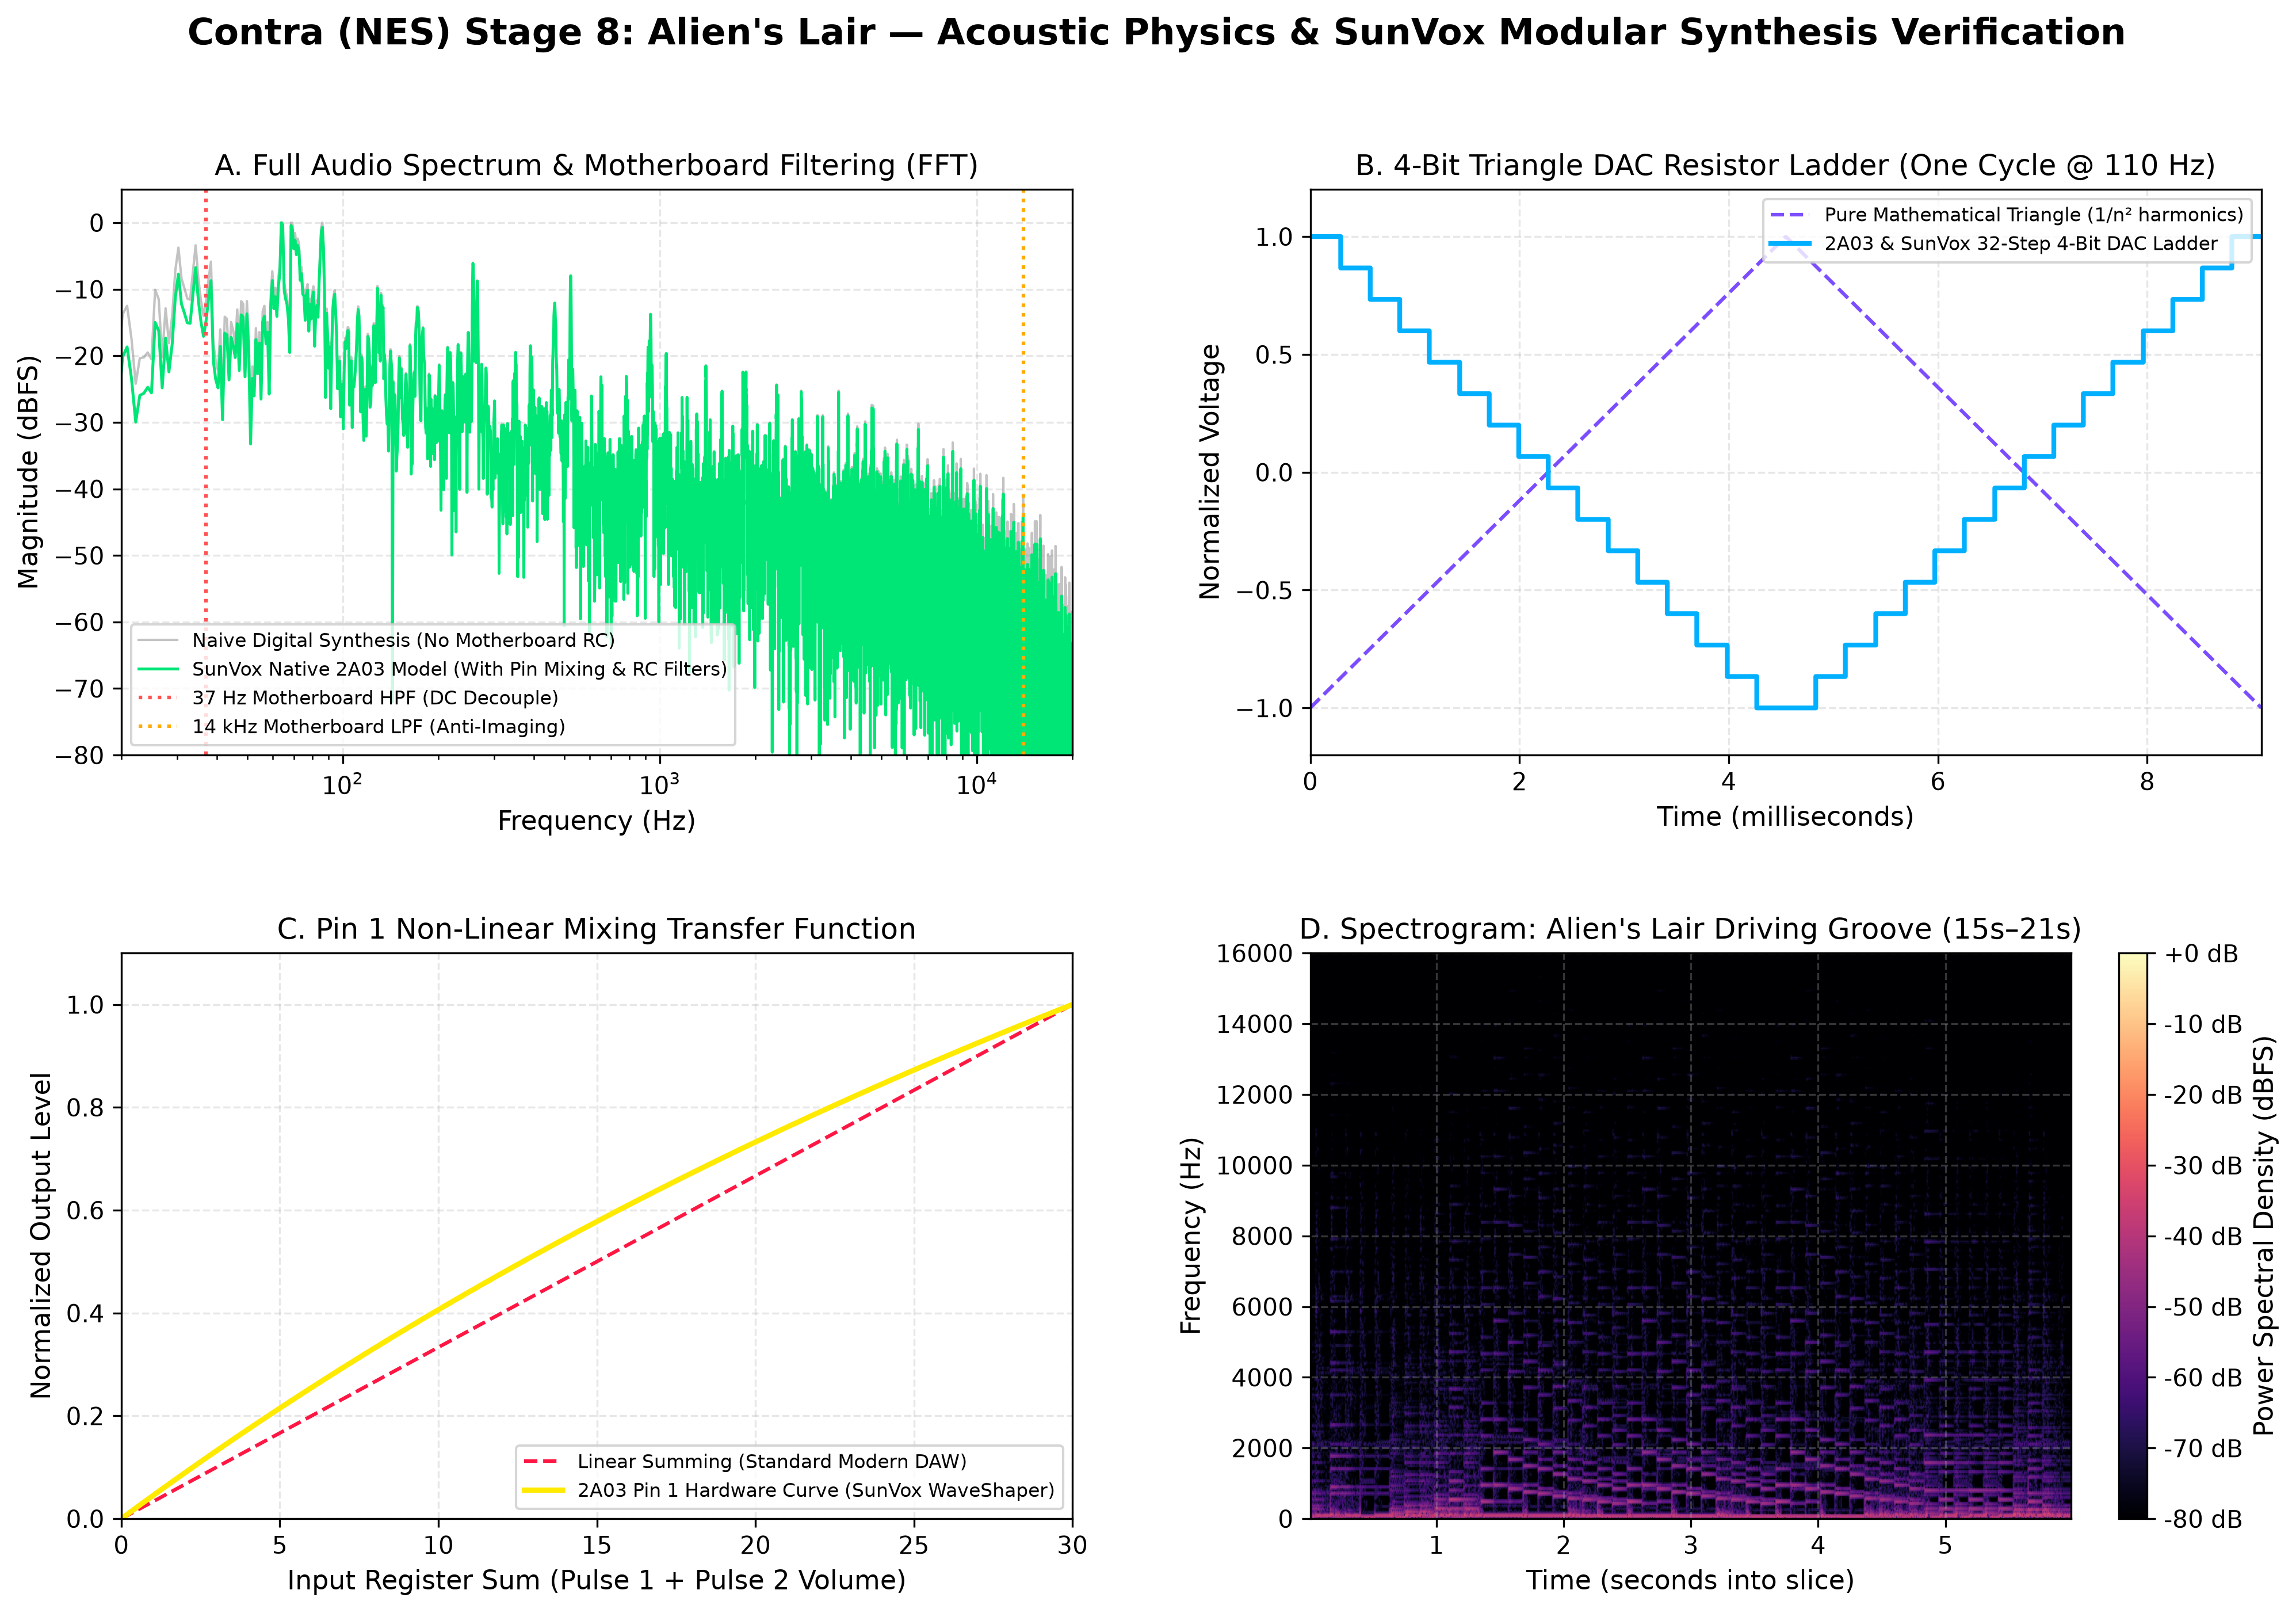 Contra (NES) Stage 8: Alien's Lair — Acoustic Physics & SunVox Modular Synthesis Verification
A. Full Audio Spectrum & Motherboard Filtering (FFT)
Magnitude (dBFS)
0
−10
−20
−30
−40
−50
−60
−70
−80
Naive Digital Synthesis (No Motherboard RC)
SunVox Native 2A03 Model (With Pin Mixing & RC Filters)
37 Hz Motherboard HPF (DC Decouple)
14 kHz Motherboard LPF (Anti-Imaging)
10² 10³ 10⁴
Frequency (Hz)
B. 4-Bit Triangle DAC Resistor Ladder (One Cycle @ 110 Hz)
Normalized Voltage
Pure Mathematical Triangle (1/n² harmonics)
2A03 & SunVox 32-Step 4-Bit DAC Ladder
1.0
0.5
0.0
−0.5
−1.0
0 2 4 6 8
Time (milliseconds)
C. Pin 1 Non-Linear Mixing Transfer Function
Normalized Output Level
1.0
0.8
0.6
0.4
0.2
0.0
Linear Summing (Standard Modern DAW)
2A03 Pin 1 Hardware Curve (SunVox WaveShaper)
0 5 10 15 20 25 30
Input Register Sum (Pulse 1 + Pulse 2 Volume)
D. Spectrogram: Alien's Lair Driving Groove (15s–21s)
Frequency (Hz)
16000
14000
12000
10000
8000
6000
4000
2000
0
1 2 3 4 5
Time (seconds into slice)
+0 dB
-10 dB
-20 dB
-30 dB
-40 dB
-50 dB
-60 dB
-70 dB
-80 dB
Power Spectral Density (dBFS)